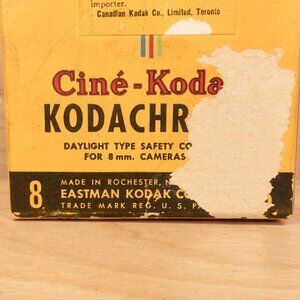 importer.
Canadian Kodak Co., Limited, Toronto
Ciné-Koda
KODACHR
DAYLIGHT TYPE SAFETY CO
FOR 8 mm. CAMERAS
8
MADE IN ROCHESTER, N
EASTMAN KODAK C
TRADE MARK REG. U. S. P